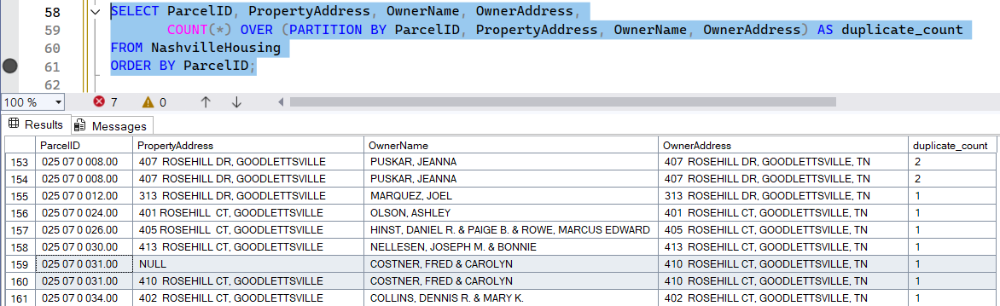 58 SELECT ParcelID, PropertyAddress, OwnerName, OwnerAddress,
59 COUNT(*) OVER (PARTITION BY ParcelID, PropertyAddress, OwnerName, OwnerAddress) AS duplicate_count
60 FROM NashvilleHousing
61 ORDER BY ParcelID;
62
100 % 7 0
Results Messages
ParcelID PropertyAddress OwnerName OwnerAddress duplicate_count
153 025 07 0 008.00 407 ROSEHILL DR, GOODLETTSVILLE PUSKAR, JEANNA 407 ROSEHILL DR, GOODLETTSVILLE, TN 2
154 025 07 0 008.00 407 ROSEHILL DR, GOODLETTSVILLE PUSKAR, JEANNA 407 ROSEHILL DR, GOODLETTSVILLE, TN 2
155 025 07 0 012.00 313 ROSEHILL DR, GOODLETTSVILLE MARQUEZ, JOEL 313 ROSEHILL DR, GOODLETTSVILLE, TN 1
156 025 07 0 024.00 401 ROSEHILL CT, GOODLETTSVILLE OLSON, ASHLEY 401 ROSEHILL CT, GOODLETTSVILLE, TN 1
157 025 07 0 026.00 405 ROSEHILL CT, GOODLETTSVILLE HINST, DANIEL R. & PAIGE B. & ROWE, MARCUS EDWARD 405 ROSEHILL CT, GOODLETTSVILLE, TN 1
158 025 07 0 030.00 413 ROSEHILL CT, GOODLETTSVILLE NELLESEN, JOSEPH M. & BONNIE 413 ROSEHILL CT, GOODLETTSVILLE, TN 1
159 025 07 0 031.00 NULL COSTNER, FRED & CAROLYN 410 ROSEHILL CT, GOODLETTSVILLE, TN 1
160 025 07 0 031.00 410 ROSEHILL CT, GOODLETTSVILLE COSTNER, FRED & CAROLYN 410 ROSEHILL CT, GOODLETTSVILLE, TN 1
161 025 07 0 034.00 402 ROSEHILL CT, GOODLETTSVILLE COLLINS, DENNIS R. & MARY K. 402 ROSEHILL CT, GOODLETTSVILLE, TN 1